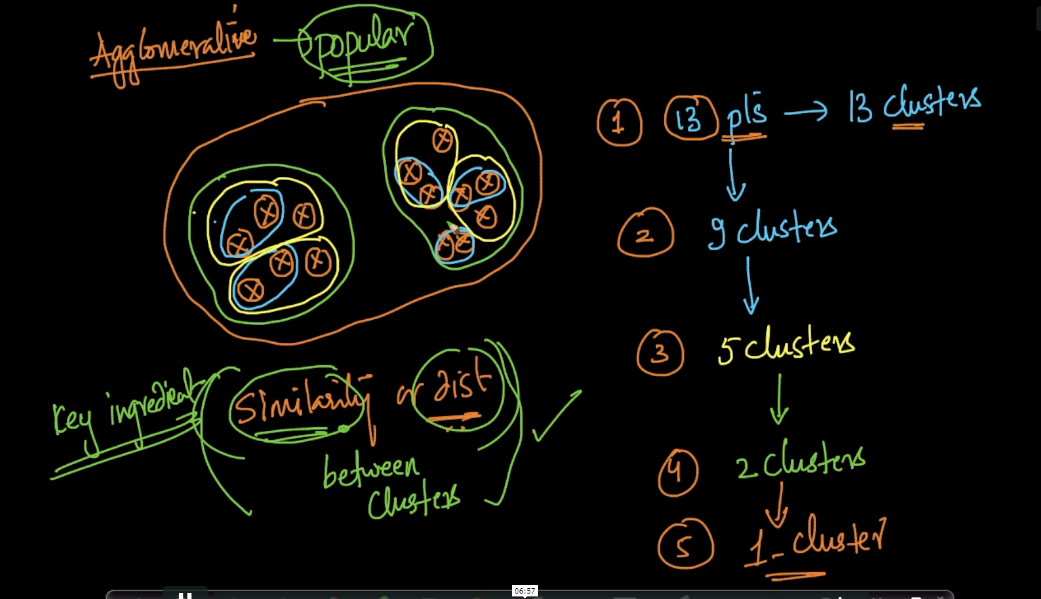 Agglomerative → popular
① 13 pts → 13 clusters
② 9 clusters
③ 5 clusters
④ 2 clusters
⑤ 1 - cluster
Key ingredient
Similarity or dist
between
clusters
06:57